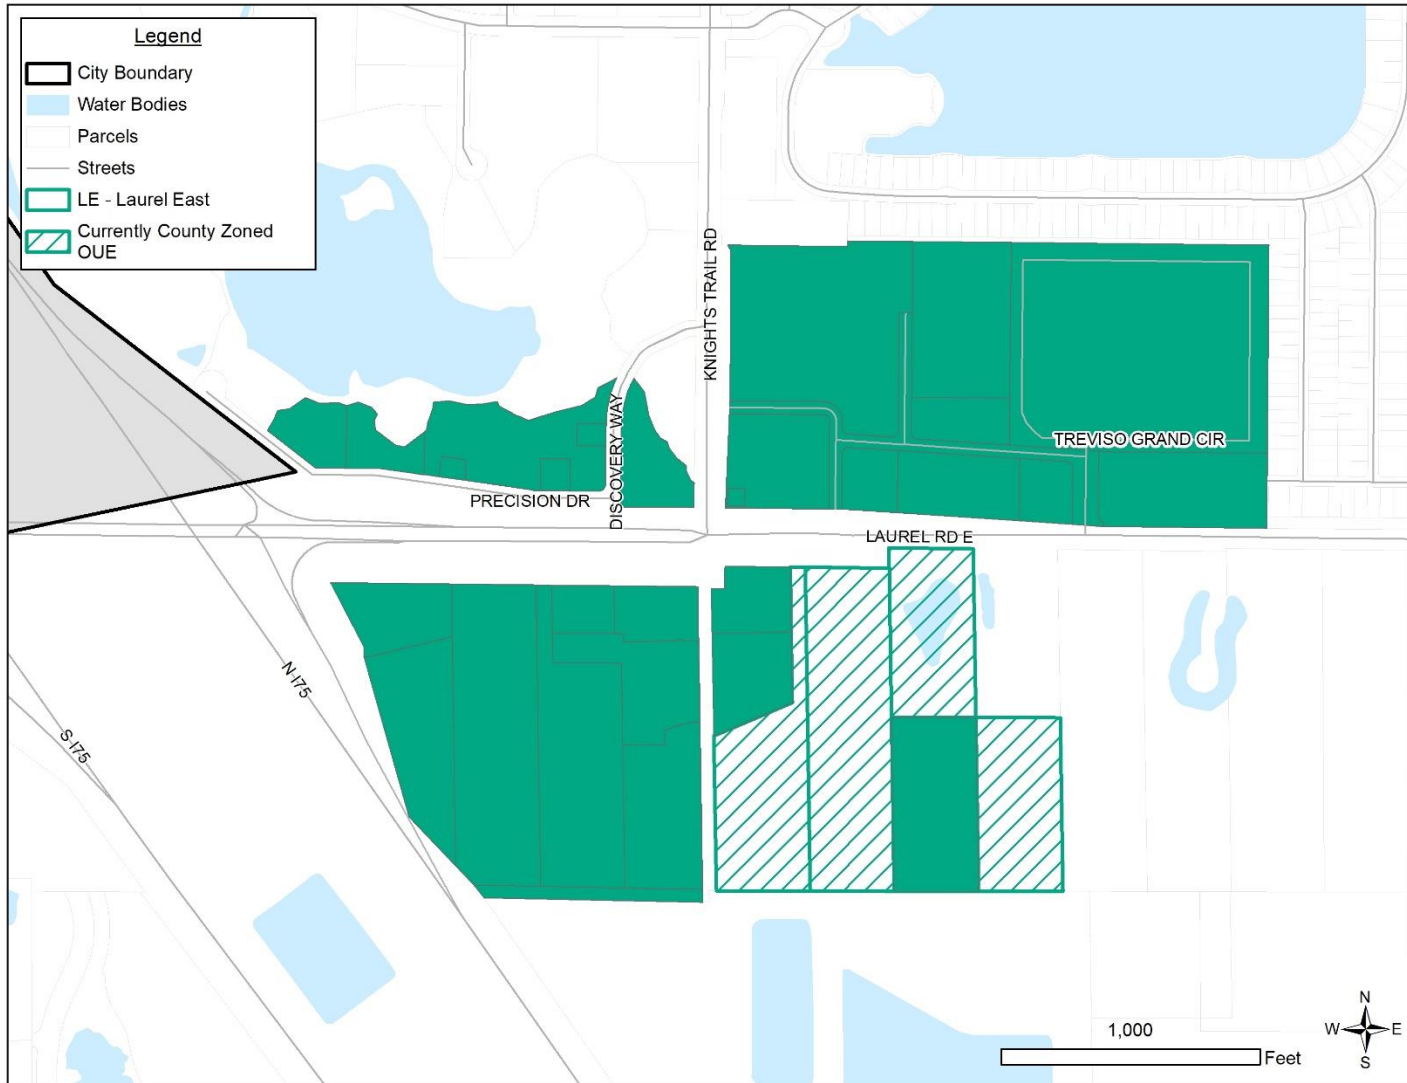 Legend
City Boundary
Water Bodies
Parcels
Streets
LE - Laurel East
Currently County Zoned
OUE
KNIGHTS TRAIL RD
TREVISO GRAND CIR
DISCOVERY WAY
PRECISION DR
LAUREL RD E
N-I75
S-I75
N
W E
S
1,000
Feet